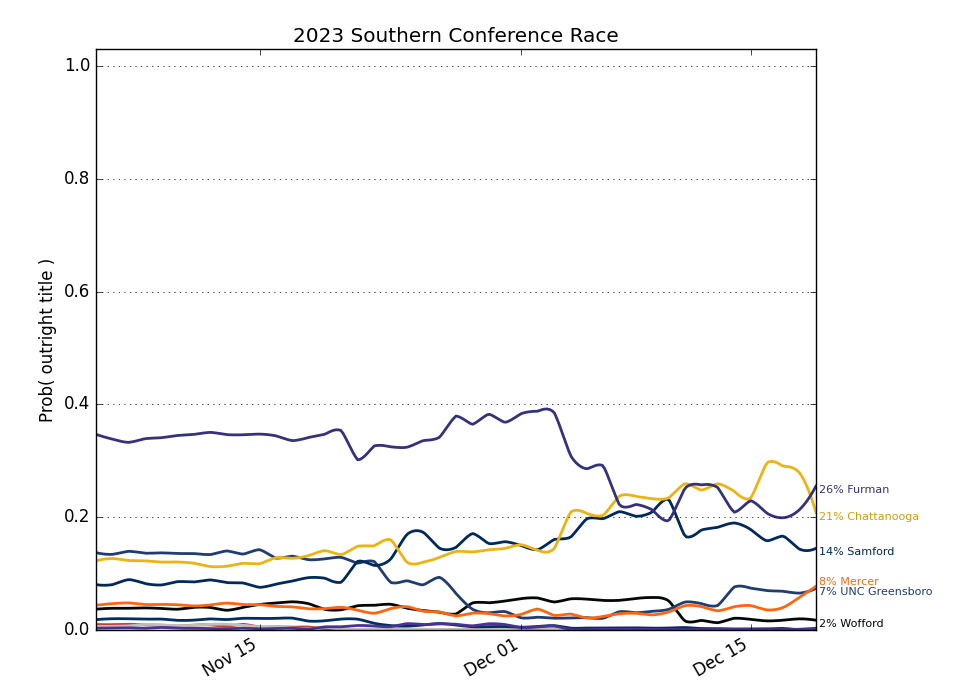 2023 Southern Conference Race
Prob( outright title )
1.0
0.8
0.6
0.4
0.2
0.0
Nov 15
Dec 01
Dec 15
26% Furman
21% Chattanooga
14% Samford
8% Mercer
7% UNC Greensboro
2% Wofford